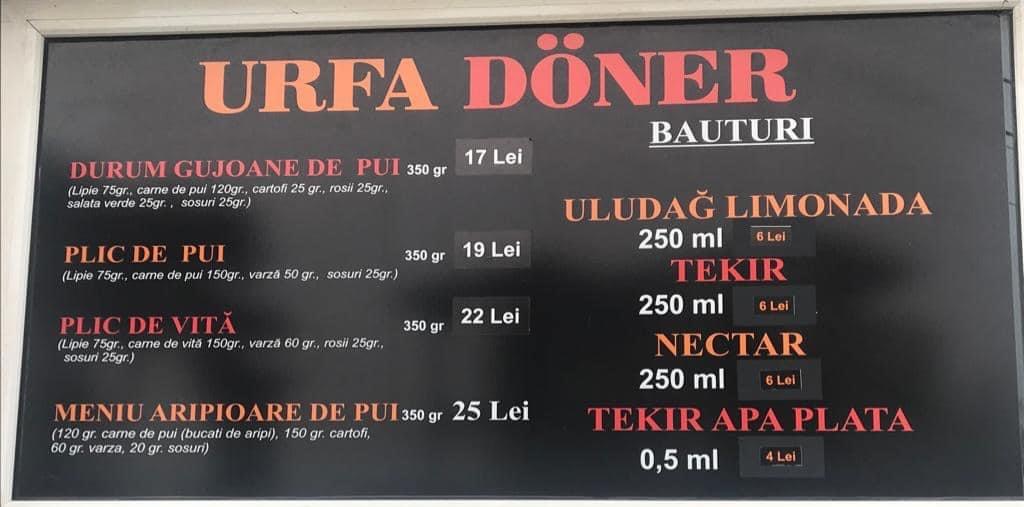 URFA DÖNER
DURUM GUJOANE DE PUI 350 gr 17 Lei
(Lipie 75gr., carne de pui 120gr., cartofi 25 gr., rosii 25gr.,
salata verde 25gr. , sosuri 25gr.)
PLIC DE PUI 350 gr 19 Lei
(Lipie 75gr., carne de pui 150gr., varză 50 gr., sosuri 25gr.)
PLIC DE VITĂ 350 gr 22 Lei
(Lipie 75gr., carne de vită 150gr., varză 60 gr., rosii 25gr.,
sosuri 25gr.)
MENIU ARIPIOARE DE PUI 350 gr 25 Lei
(120 gr. carne de pui (bucati de aripi), 150 gr. cartofi,
60 gr. varza, 20 gr. sosuri)
BAUTURI
ULUDAĞ LIMONADA
250 ml 6 Lei
TEKIR
250 ml 6 Lei
NECTAR
250 ml 6 Lei
TEKIR APA PLATA
0,5 ml 4 Lei